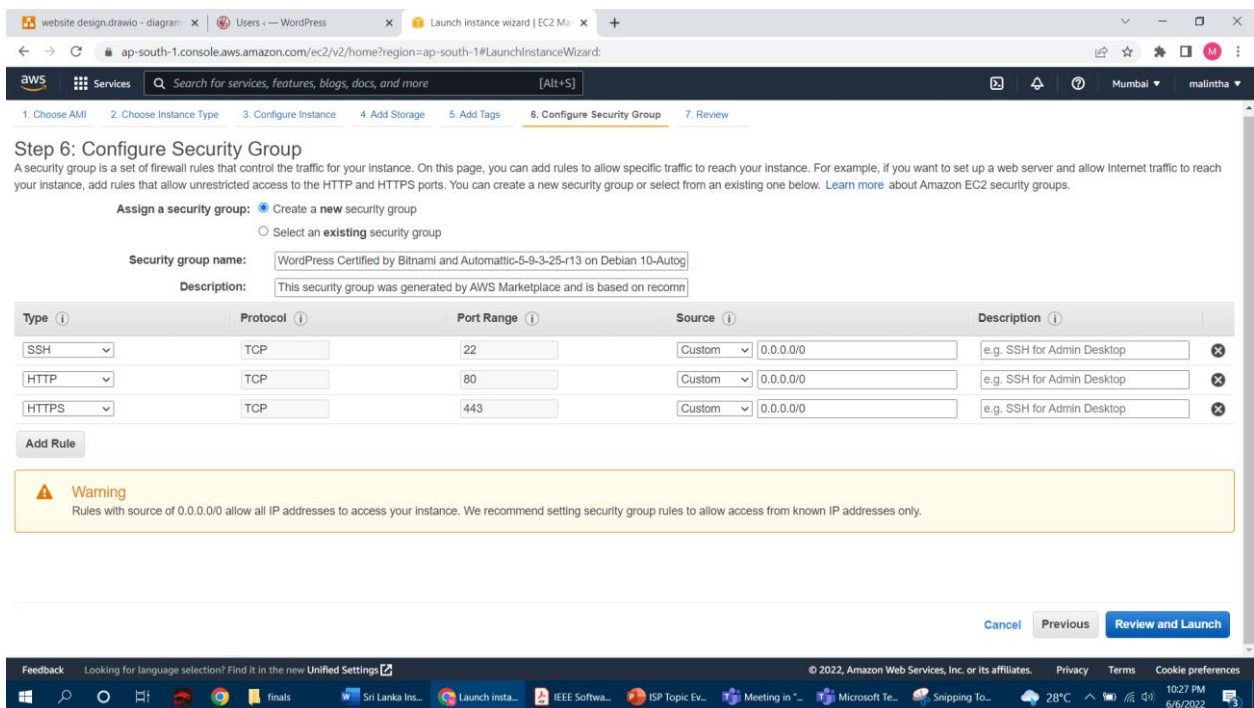 website design.drawio - diagram
Users ‹ — WordPress
Launch instance wizard | EC2 Ma
ap-south-1.console.aws.amazon.com/ec2/v2/home?region=ap-south-1#LaunchInstanceWizard:
M
aws
Services
Search for services, features, blogs, docs, and more
[Alt+S]
Mumbai
malintha
1. Choose AMI
2. Choose Instance Type
3. Configure Instance
4. Add Storage
5. Add Tags
6. Configure Security Group
7. Review
Step 6: Configure Security Group
A security group is a set of firewall rules that control the traffic for your instance. On this page, you can add rules to allow specific traffic to reach your instance. For example, if you want to set up a web server and allow Internet traffic to reach
your instance, add rules that allow unrestricted access to the HTTP and HTTPS ports. You can create a new security group or select from an existing one below. Learn more about Amazon EC2 security groups.
Assign a security group: Create a new security group
Select an existing security group
Security group name: WordPress Certified by Bitnami and Automattic-5-9-3-25-r13 on Debian 10-Autog
Description: This security group was generated by AWS Marketplace and is based on recomm
Type Protocol Port Range Source Description
SSH TCP 22 Custom 0.0.0.0/0 e.g. SSH for Admin Desktop
HTTP TCP 80 Custom 0.0.0.0/0 e.g. SSH for Admin Desktop
HTTPS TCP 443 Custom 0.0.0.0/0 e.g. SSH for Admin Desktop
Add Rule
Warning
Rules with source of 0.0.0.0/0 allow all IP addresses to access your instance. We recommend setting security group rules to allow access from known IP addresses only.
Cancel
Previous
Review and Launch
Feedback
Looking for language selection? Find it in the new Unified Settings
© 2022, Amazon Web Services, Inc. or its affiliates.
Privacy
Terms
Cookie preferences
finals
Sri Lanka Ins...
Launch insta...
IEEE Softwa...
ISP Topic Ev...
Meeting in "...
Microsoft Te...
Snipping To...
28°C
10:27 PM
6/6/2022
3